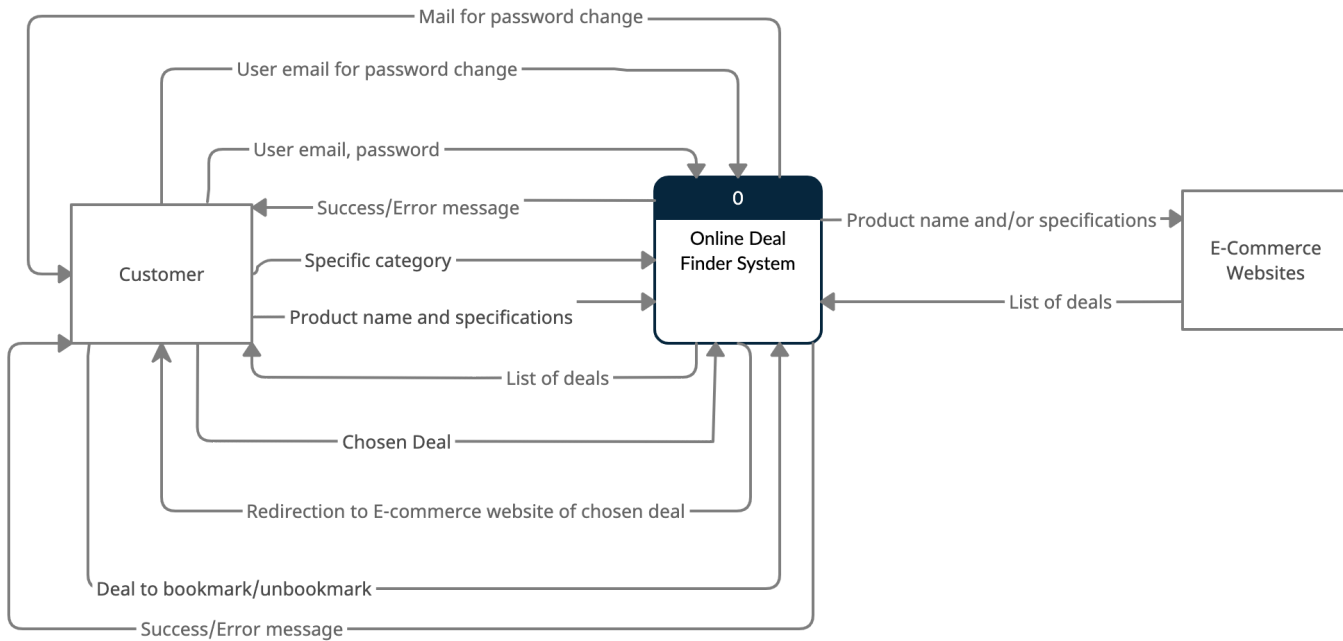 Mail for password change
User email for password change
User email, password
0
Success/Error message
Product name and/or specifications
Online Deal
Finder System
E-Commerce
Websites
Specific category
Customer
List of deals
Product name and specifications
List of deals
Chosen Deal
Redirection to E-commerce website of chosen deal
Deal to bookmark/unbookmark
Success/Error message